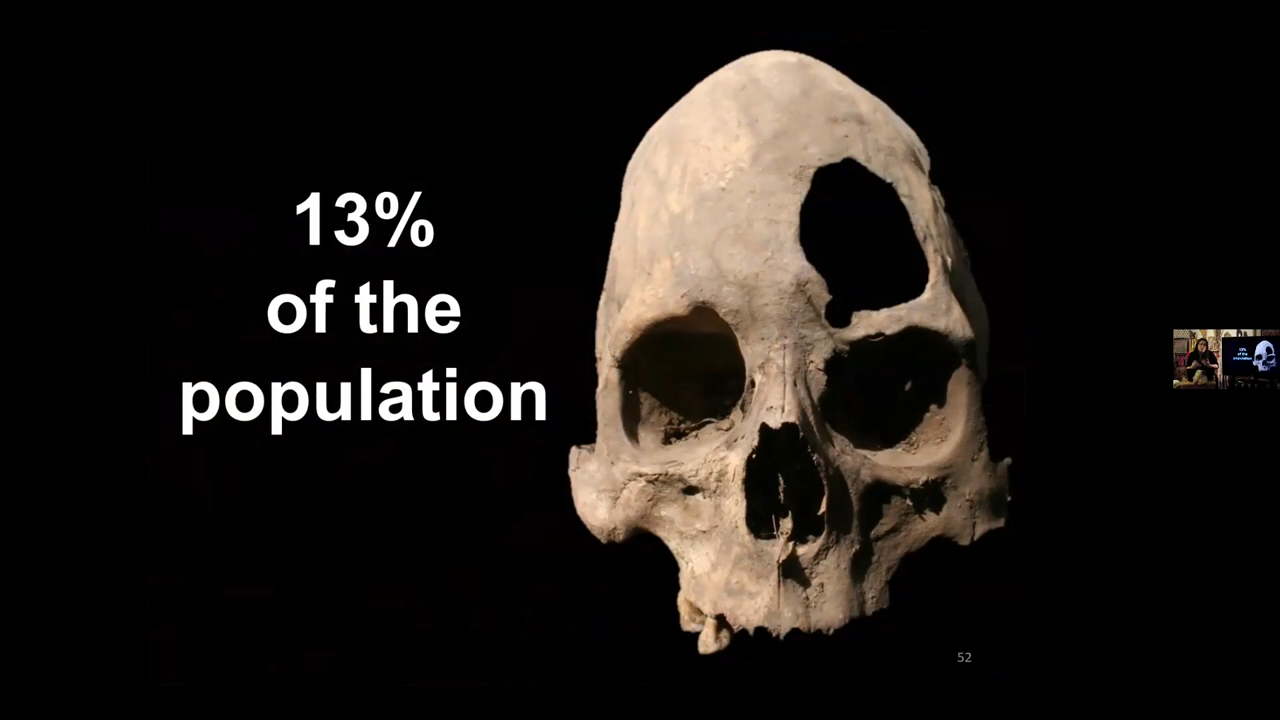 13%
of the
population
52